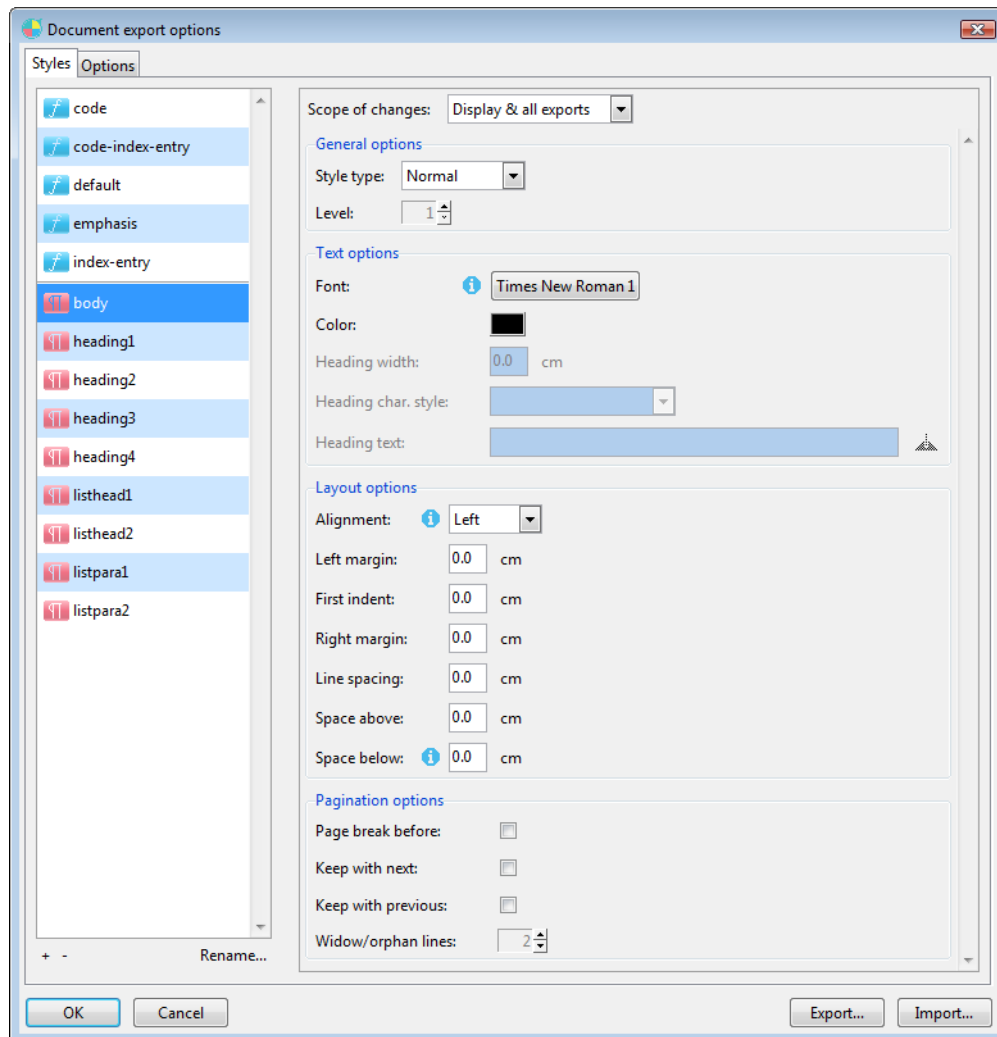 Document export options
Styles Options
code
code-index-entry
default
emphasis
index-entry
body
heading1
heading2
heading3
heading4
listhead1
listhead2
listpara1
listpara2
+ - Rename...
Scope of changes: Display & all exports
General options
Style type: Normal
Level: 1
Text options
Font: Times New Roman 1
Color:
Heading width: 0.0 cm
Heading char. style:
Heading text:
Layout options
Alignment: Left
Left margin: 0.0 cm
First indent: 0.0 cm
Right margin: 0.0 cm
Line spacing: 0.0 cm
Space above: 0.0 cm
Space below: 0.0 cm
Pagination options
Page break before:
Keep with next:
Keep with previous:
Widow/orphan lines: 2
OK Cancel Export... Import...